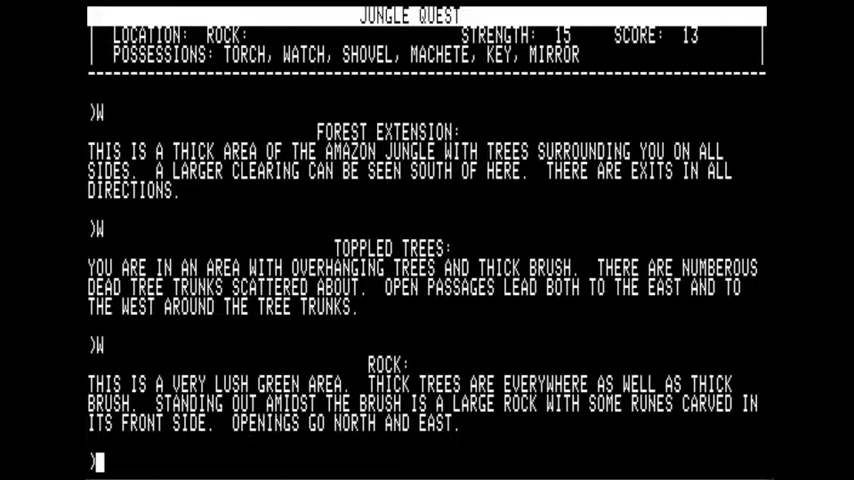 JUNGLE QUEST
LOCATION: ROCK: STRENGTH: 15 SCORE: 13
POSSESSIONS: TORCH, WATCH, SHOVEL, MACHETE, KEY, MIRROR
>W
FOREST EXTENSION:
THIS IS A THICK AREA OF THE AMAZON JUNGLE WITH TREES SURROUNDING YOU ON ALL
SIDES. A LARGER CLEARING CAN BE SEEN SOUTH OF HERE. THERE ARE EXITS IN ALL
DIRECTIONS.
>W
TOPPLED TREES:
YOU ARE IN AN AREA WITH OVERHANGING TREES AND THICK BRUSH. THERE ARE NUMBEROUS
DEAD TREE TRUNKS SCATTERED ABOUT. OPEN PASSAGES LEAD BOTH TO THE EAST AND TO
THE WEST AROUND THE TREE TRUNKS.
>W
ROCK:
THIS IS A VERY LUSH GREEN AREA. THICK TREES ARE EVERYWHERE AS WELL AS THICK
BRUSH. STANDING OUT AMIDST THE BRUSH IS A LARGE ROCK WITH SOME RUNES CARVED IN
ITS FRONT SIDE. OPENINGS GO NORTH AND EAST.
>